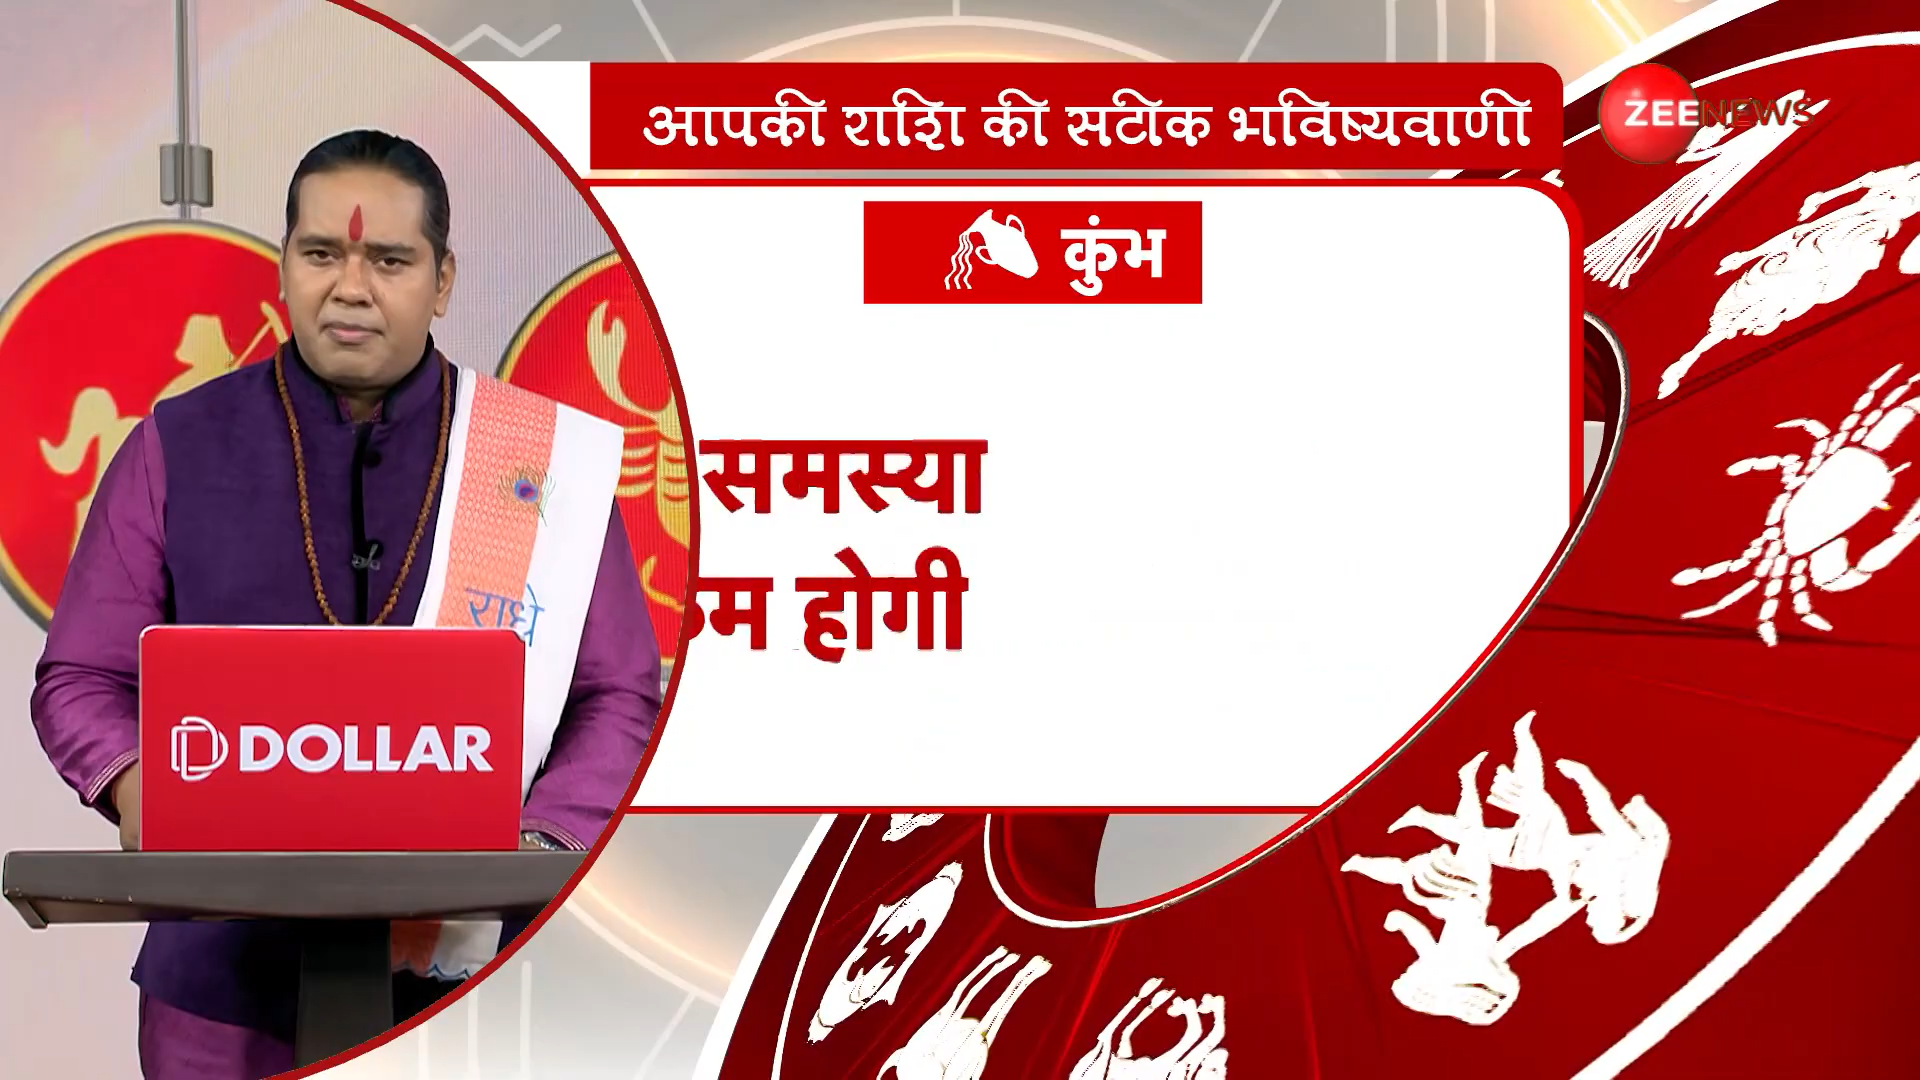 आपकी राशि की सटीक भविष्यवाणी
ZEENEWS
कुंभ
समस्या
होगी
राधे
DOLLAR